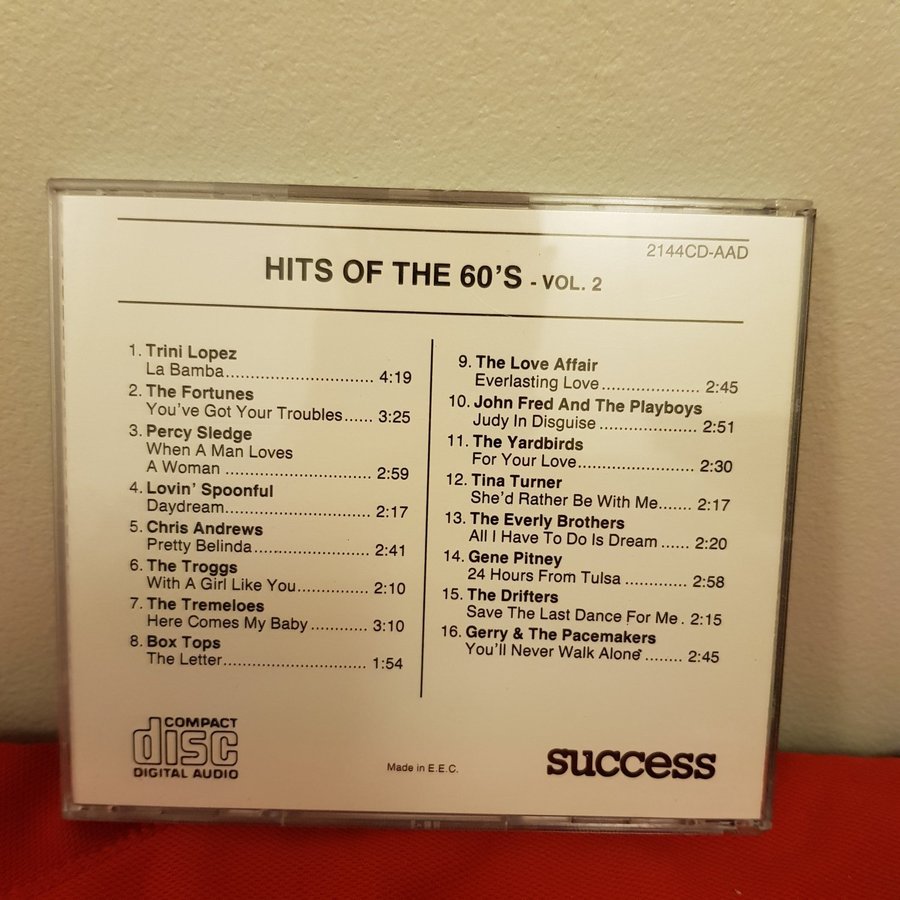 2144CD-AAD
HITS OF THE 60'S - VOL. 2
1. Trini Lopez
La Bamba............................ 4:19
2. The Fortunes
You've Got Your Troubles...... 3:25
3. Percy Sledge
When A Man Loves
A Woman ............................ 2:59
4. Lovin' Spoonful
Daydream........................... 2:17
5. Chris Andrews
Pretty Belinda...................... 2:41
6. The Troggs
With A Girl Like You.............. 2:10
7. The Tremeloes
Here Comes My Baby ........... 3:10
8. Box Tops
The Letter........................... 1:54
9. The Love Affair
Everlasting Love................... 2:45
10. John Fred And The Playboys
Judy In Disguise ................... 2:51
11. The Yardbirds
For Your Love....................... 2:30
12. Tina Turner
She'd Rather Be With Me....... 2:17
13. The Everly Brothers
All I Have To Do Is Dream ...... 2:20
14. Gene Pitney
24 Hours From Tulsa ............ 2:58
15. The Drifters
Save The Last Dance For Me . 2:15
16. Gerry & The Pacemakers
You'll Never Walk Alone ........ 2:45
COMPACT
disc
DIGITAL AUDIO
Made in E.E.C.
success